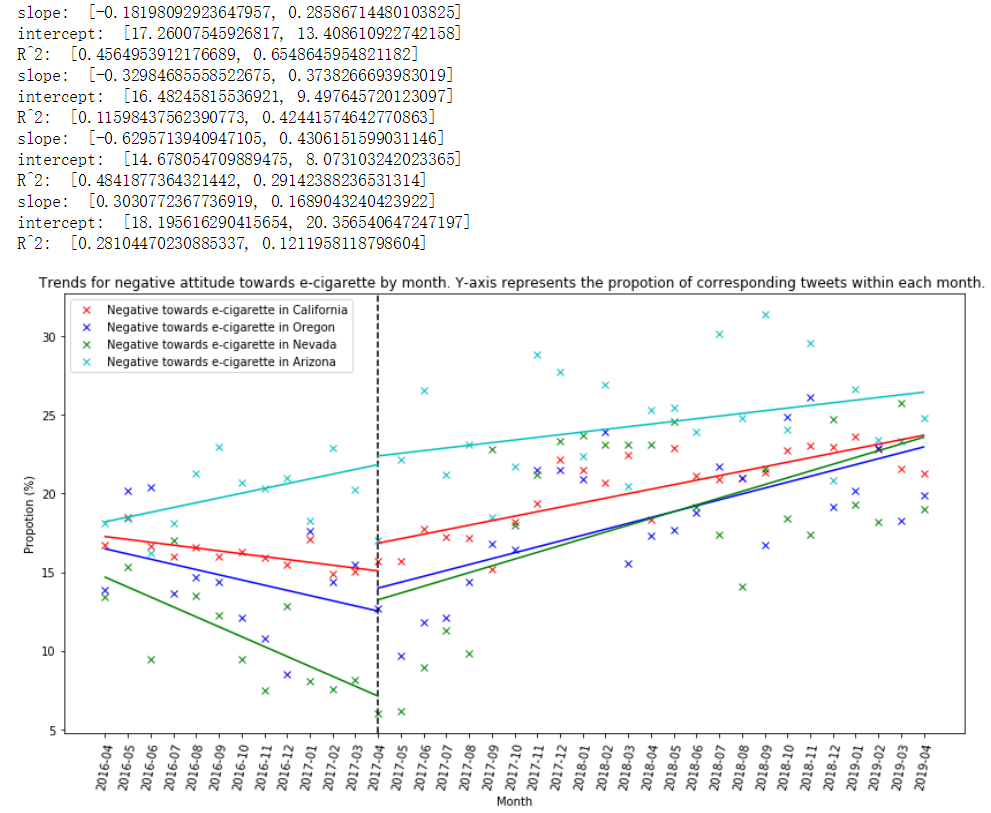 slope:  [-0.18198092923647957, 0.28586714480103825]
intercept:  [17.26007545926817, 13.408610922742158]
R^2:  [0.4564953912176689, 0.6548645954821182]
slope:  [-0.32984685558522675, 0.3738266693983019]
intercept:  [16.48245815536921, 9.497645720123097]
R^2:  [0.11598437562390773, 0.42441574642770863]
slope:  [-0.6295713940947105, 0.4306151599031146]
intercept:  [14.678054709889475, 8.073103242023365]
R^2:  [0.4841877364321442, 0.29142388236531314]
slope:  [0.3030772367736919, 0.1689043240423922]
intercept:  [18.195616290415654, 20.356540647247197]
R^2:  [0.28104470230885337, 0.1211958118798604]
Trends for negative attitude towards e-cigarette by month. Y-axis represents the propotion of corresponding tweets within each month.
Negative towards e-cigarette in California
Negative towards e-cigarette in Oregon
Negative towards e-cigarette in Nevada
Negative towards e-cigarette in Arizona
Propotion (%)
30
25
20
15
10
5
2016-04
2016-05
2016-06
2016-07
2016-08
2016-09
2016-10
2016-11
2016-12
2017-01
2017-02
2017-03
2017-04
2017-05
2017-06
2017-07
2017-08
2017-09
2017-10
2017-11
2017-12
2018-01
2018-02
2018-03
2018-04
2018-05
2018-06
2018-07
2018-08
2018-09
2018-10
2018-11
2018-12
2019-01
2019-02
2019-03
2019-04
Month